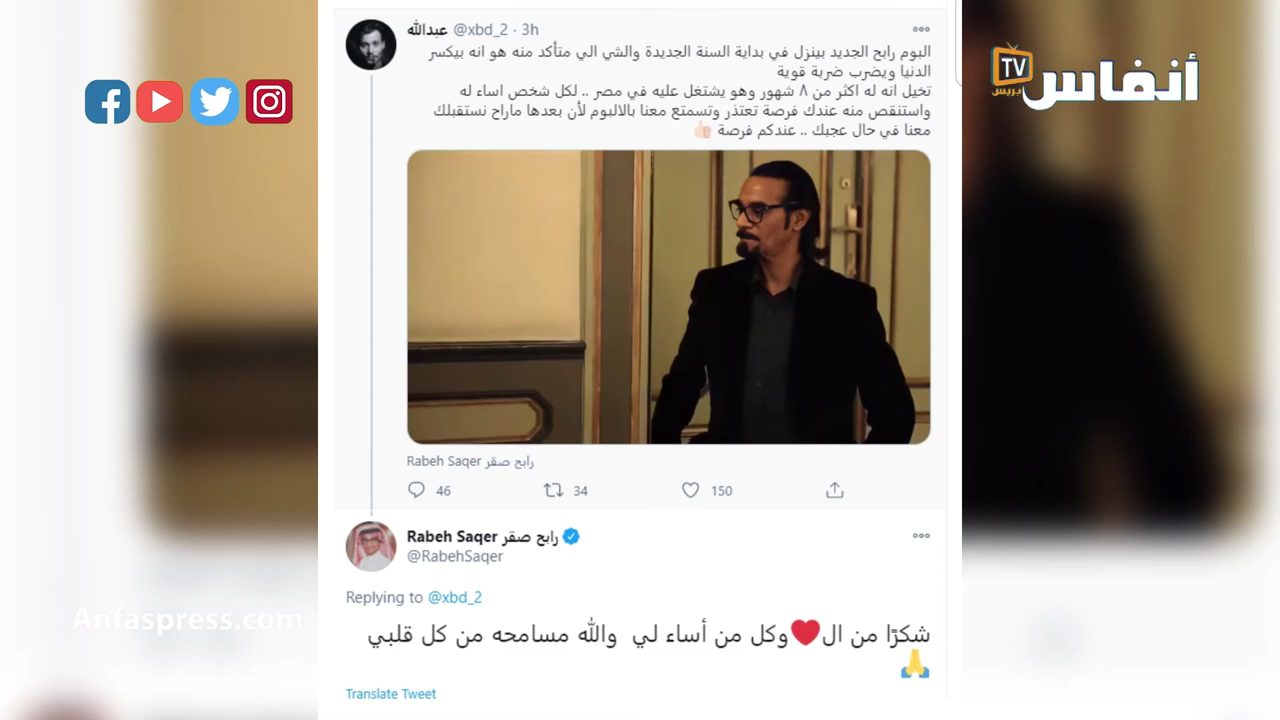 عبدالله @xbd_2 · 3h
البوم رابح الجديد بينزل في بداية السنة الجديدة والشي الي متأكد منه هو انه بيكسر
الدنيا ويضرب ضربة قوية
تخيل انه له اكثر من ٨ شهور وهو يشتغل عليه في مصر .. لكل شخص اساء له
واستنقص منه عندك فرصة تعتذر وتسمتع معنا بالالبوم لأن بعدها ماراح نستقبلك
معنا في حال عجبك .. عندكم فرصة 👍🏻
Rabeh Saqer رابح صقر
46 34 150
Rabeh Saqer رابح صقر
@RabehSaqer
Replying to @xbd_2
شكرًا من ال❤️وكل من أساء لي والله مسامحه من كل قلبي
🙏
Translate Tweet
أنفاس
بريس
TV
Anfaspress.com